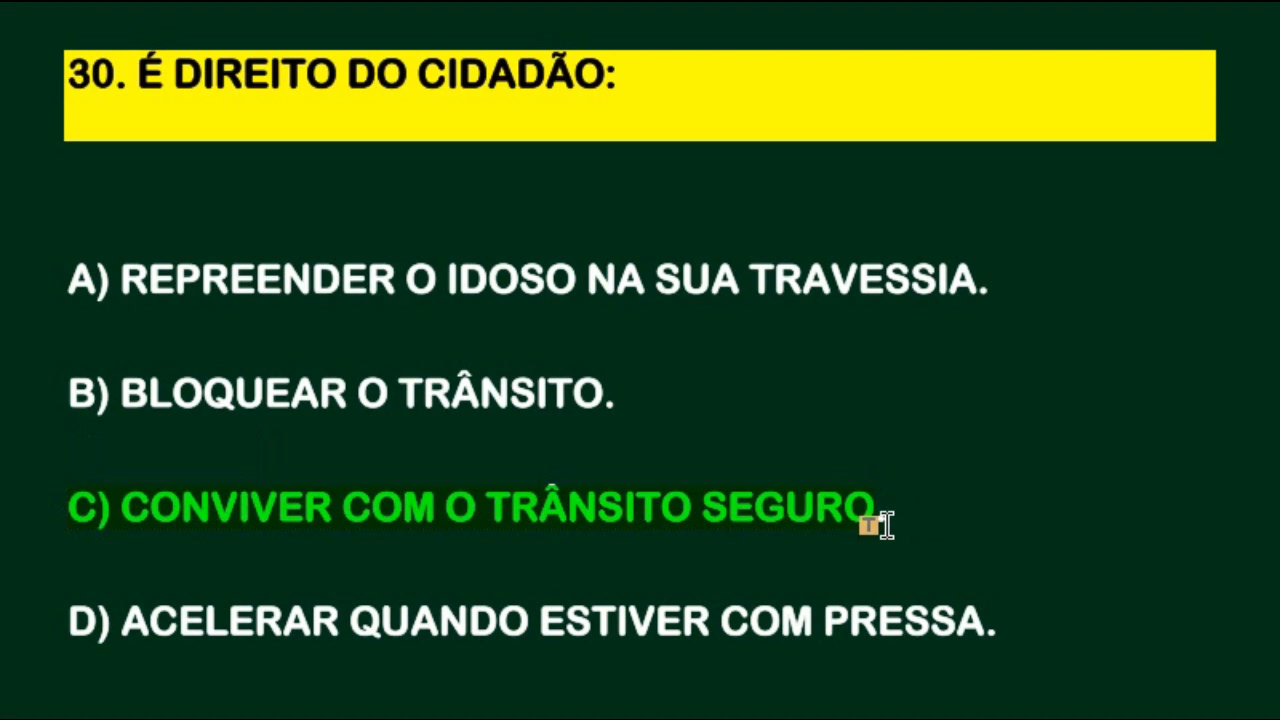 30. É DIREITO DO CIDADÃO:
A) REPREENDER O IDOSO NA SUA TRAVESSIA.
B) BLOQUEAR O TRÂNSITO.
C) CONVIVER COM O TRÂNSITO SEGURO.
D) ACELERAR QUANDO ESTIVER COM PRESSA.